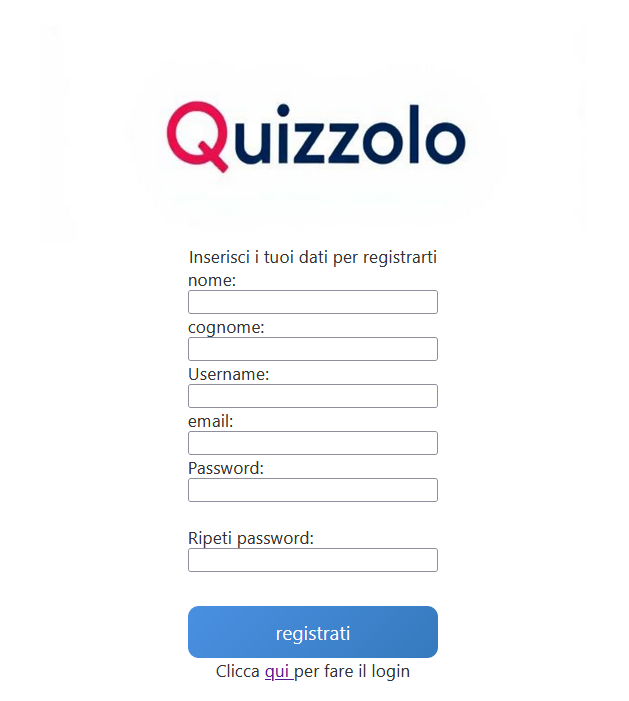 Quizzolo
Inserisci i tuoi dati per registrarti
nome:
cognome:
Username:
email:
Password:
Ripeti password:
registrati
Clicca qui per fare il login